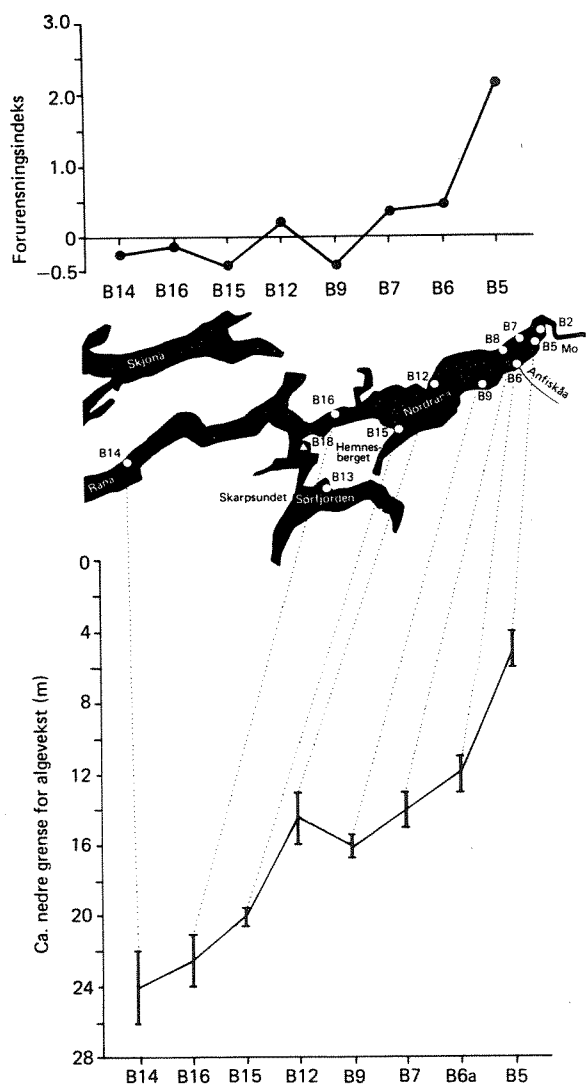 3.0
2.0
1.0
0
−0.5
Forurensningsindeks
B14 B16 B15 B12 B9 B7 B6 B5
Skjona
B7
B2
B8
B5
Mo
B6
Anfiskåa
B12
B9
B16
Nordrana
B14
B18
B15
Hemnes-
berget
Rana
B13
Skarpsundet
Sørfjorden
0
4
8
12
16
20
24
28
Ca. nedre grense for algevekst (m)
B14 B16 B15 B12 B9 B7 B6a B5